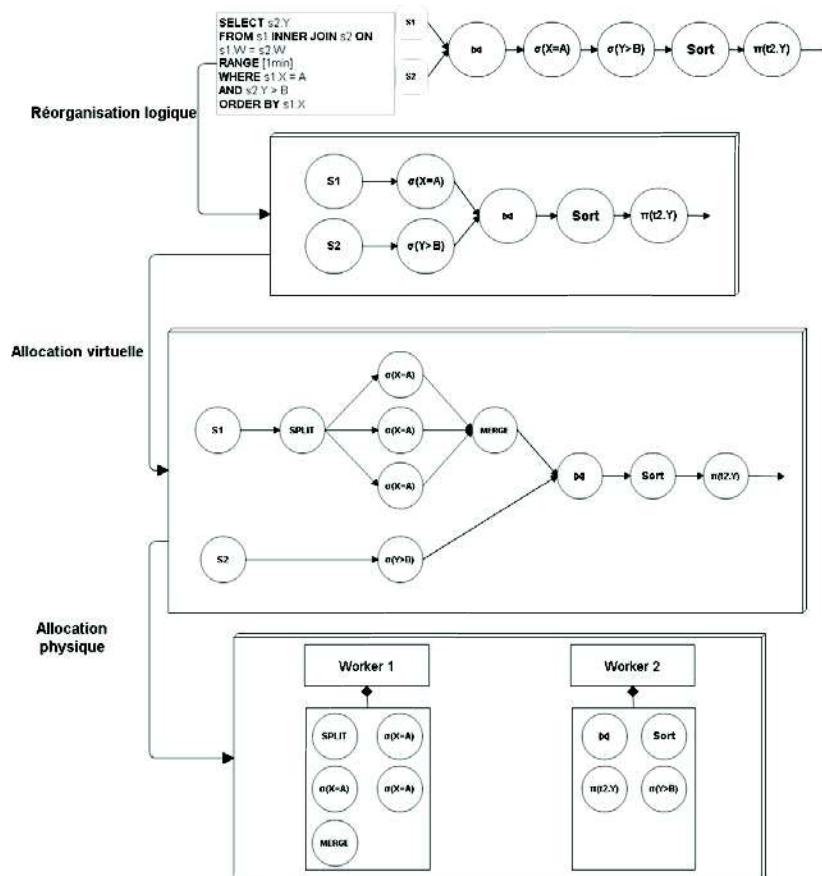 SELECT s2.Y
FROM s1 INNER JOIN s2 ON
s1.W = s2.W
RANGE [1min]
WHERE s1.X = A
AND s2.Y > B
ORDER BY s1.X
S1
S2
⋈
σ(X=A)
σ(Y>B)
Sort
π(t2.Y)
Réorganisation logique
S1
σ(X=A)
S2
σ(Y>B)
⋈
Sort
π(t2.Y)
Allocation virtuelle
S1
SPLIT
σ(X=A)
σ(X=A)
σ(X=A)
MERGE
S2
σ(Y>B)
⋈
Sort
π(t2.Y)
Allocation
physique
Worker 1
SPLIT
σ(X=A)
σ(X=A)
σ(X=A)
MERGE
Worker 2
⋈
Sort
π(t2.Y)
σ(Y>B)